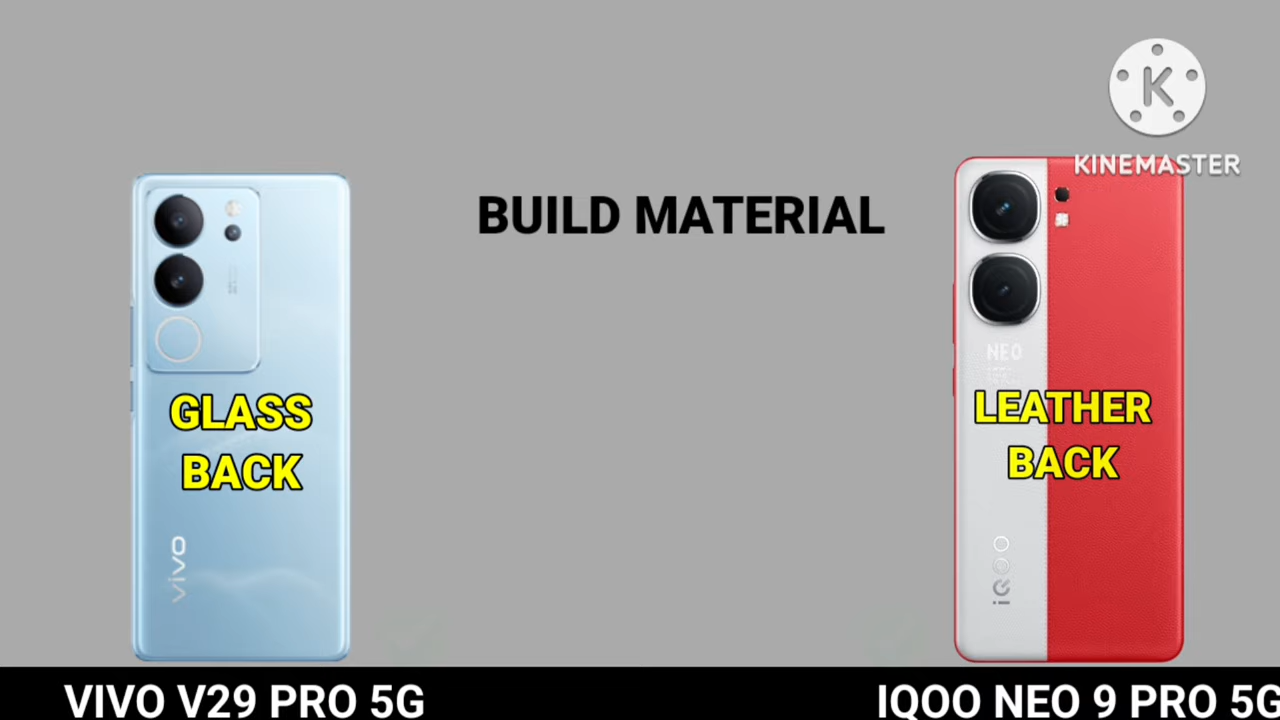 KINEMASTER
BUILD MATERIAL
GLASS
BACK
vivo
NEO
LEATHER
BACK
iQOO
VIVO V29 PRO 5G
IQOO NEO 9 PRO 5G